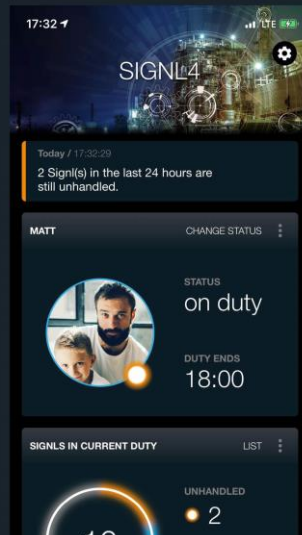 17:32 LTE
SIGNL4
Today / 17:32:29
2 Signl(s) in the last 24 hours are
still unhandled.
MATT CHANGE STATUS
STATUS
on duty
DUTY ENDS
18:00
SIGNLS IN CURRENT DUTY LIST
UNHANDLED
2